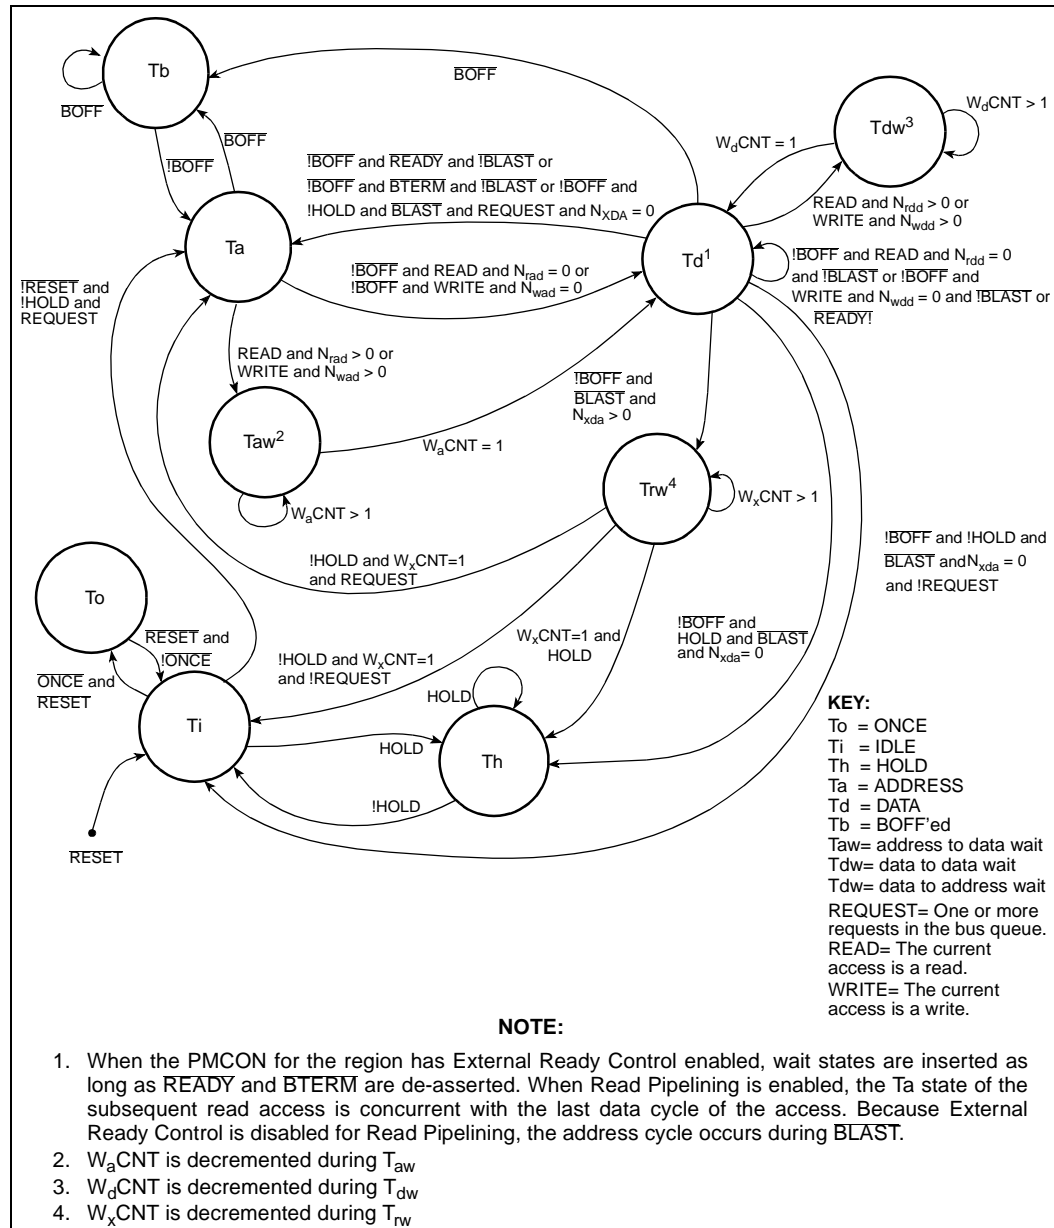 Tb
BOFF
BOFF
!BOFF
BOFF
Tdw3
WdCNT > 1
WdCNT = 1
READ and Nrdd > 0 or
WRITE and Nwdd > 0
!BOFF and READY and !BLAST or
!BOFF and BTERM and !BLAST or !BOFF and
!HOLD and BLAST and REQUEST and NXDA = 0
Ta
Td1
!BOFF and READ and Nrad = 0 or
!BOFF and WRITE and Nwad = 0
!BOFF and READ and Nrdd = 0
and !BLAST or !BOFF and
WRITE and Nwdd = 0 and !BLAST or
READY!
!RESET and
!HOLD and
REQUEST
READ and Nrad > 0 or
WRITE and Nwad > 0
!BOFF and
BLAST and
Nxda > 0
Taw2
WaCNT = 1
WaCNT > 1
Trw4
WxCNT > 1
!HOLD and WxCNT=1
and REQUEST
!BOFF and !HOLD and
BLAST andNxda = 0
and !REQUEST
To
RESET and
!ONCE
ONCE and
RESET
!HOLD and WxCNT=1
and !REQUEST
WxCNT=1 and
HOLD
!BOFF and
HOLD and BLAST
and Nxda= 0
Ti
HOLD
HOLD
Th
!HOLD
RESET
KEY:
To = ONCE
Ti = IDLE
Th = HOLD
Ta = ADDRESS
Td = DATA
Tb = BOFF'ed
Taw= address to data wait
Tdw= data to data wait
Tdw= data to address wait
REQUEST= One or more
requests in the bus queue.
READ= The current
access is a read.
WRITE= The current
access is a write.
NOTE:
1. When the PMCON for the region has External Ready Control enabled, wait states are inserted as
long as READY and BTERM are de-asserted. When Read Pipelining is enabled, the Ta state of the
subsequent read access is concurrent with the last data cycle of the access. Because External
Ready Control is disabled for Read Pipelining, the address cycle occurs during BLAST.
2. WaCNT is decremented during Taw
3. WdCNT is decremented during Tdw
4. WxCNT is decremented during Trw